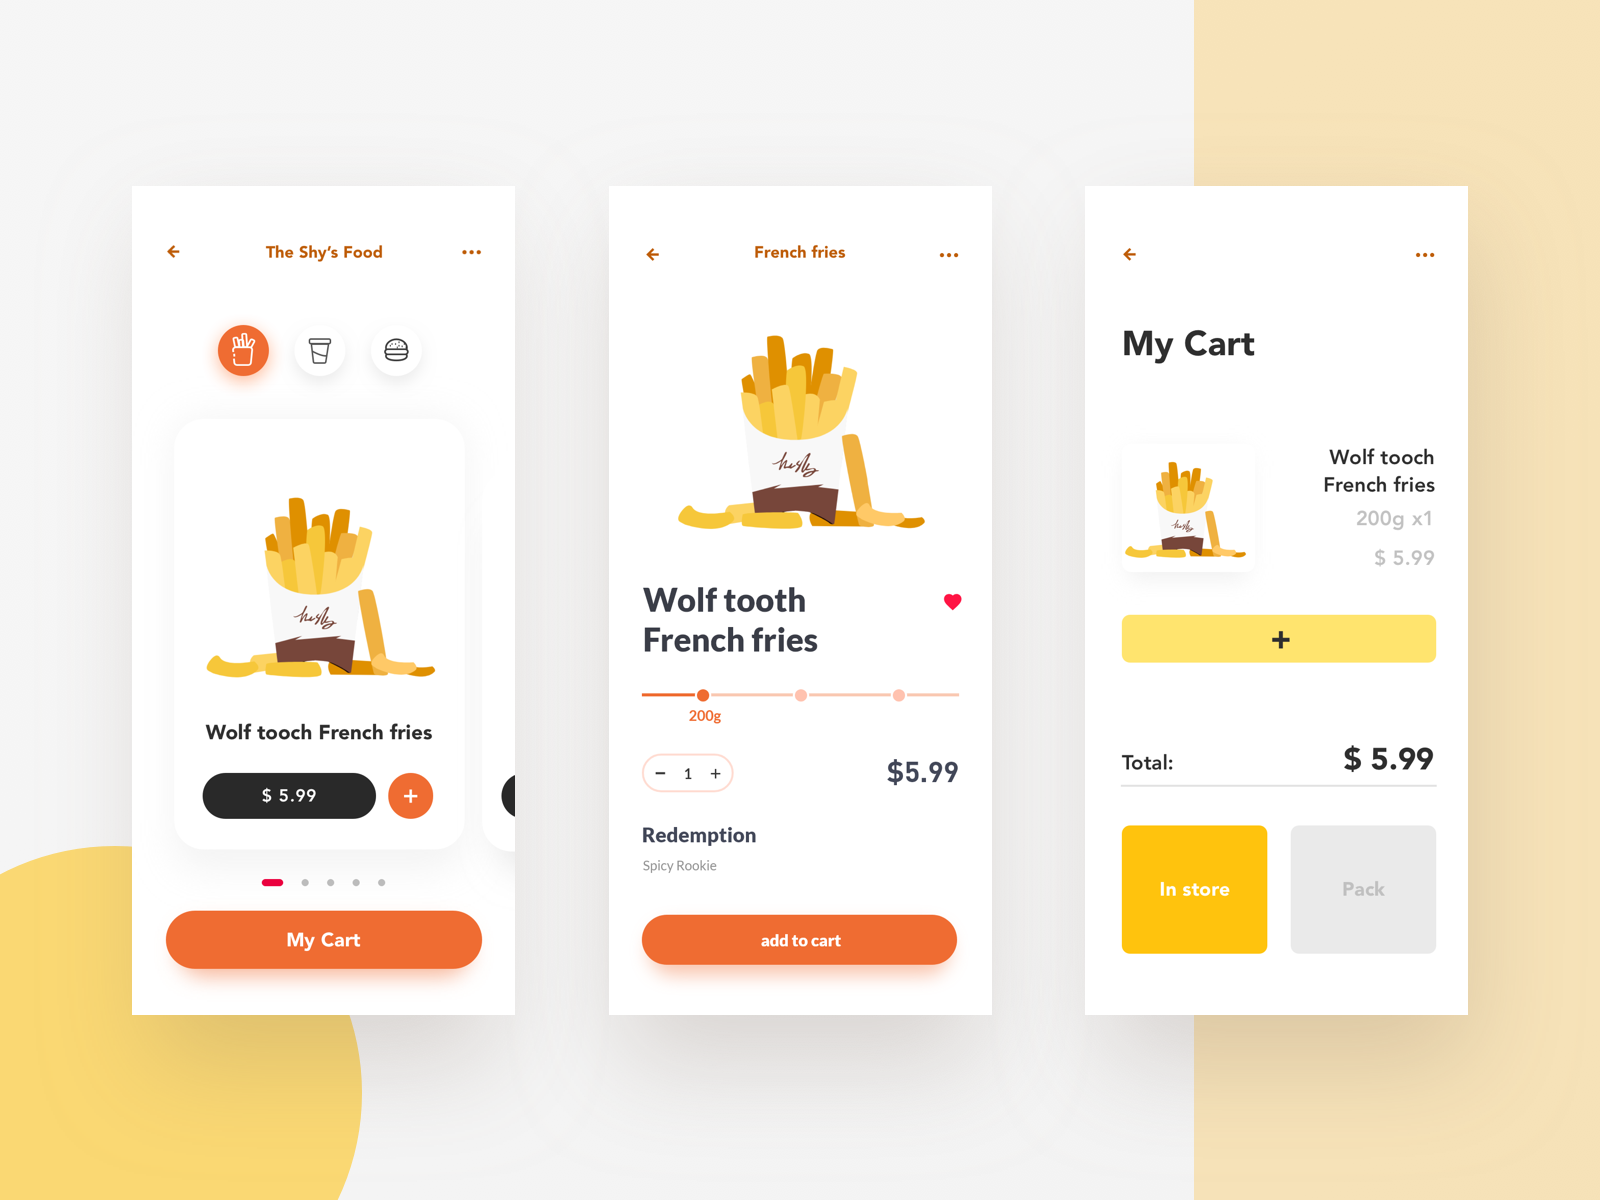 The Shy's Food
Wolf tooch French fries
$ 5.99
+
My Cart
French fries
Wolf tooth
French fries
200g
− 1 +
$5.99
Redemption
Spicy Rookie
add to cart
My Cart
Wolf tooch
French fries
200g x1
$ 5.99
+
Total:
$ 5.99
In store
Pack